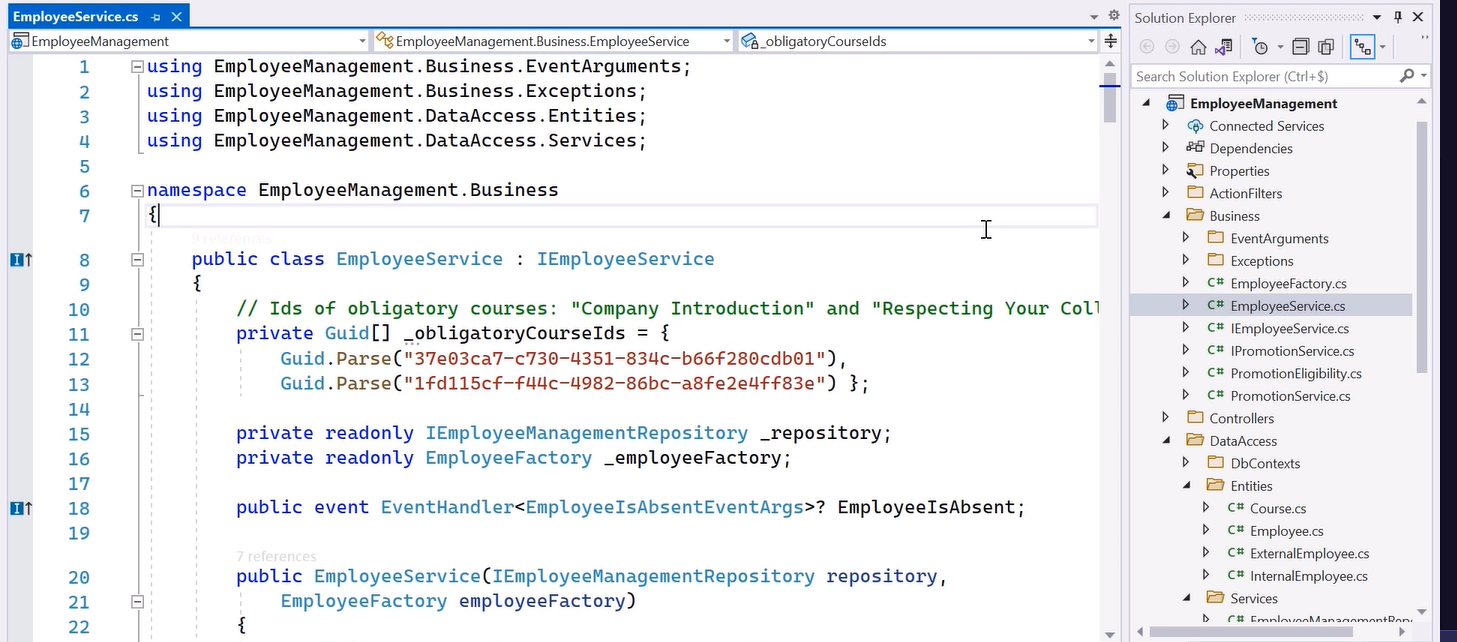 EmployeeService.cs
EmployeeManagement
EmployeeManagement.Business.EmployeeService
_obligatoryCourseIds
1 using EmployeeManagement.Business.EventArguments;
2 using EmployeeManagement.Business.Exceptions;
3 using EmployeeManagement.DataAccess.Entities;
4 using EmployeeManagement.DataAccess.Services;
5
6 namespace EmployeeManagement.Business
7 {
9 references
8 public class EmployeeService : IEmployeeService
9 {
10 // Ids of obligatory courses: "Company Introduction" and "Respecting Your Coll
11 private Guid[] _obligatoryCourseIds = {
12 Guid.Parse("37e03ca7-c730-4351-834c-b66f280cdb01"),
13 Guid.Parse("1fd115cf-f44c-4982-86bc-a8fe2e4ff83e") };
14
15 private readonly IEmployeeManagementRepository _repository;
16 private readonly EmployeeFactory _employeeFactory;
17
18 public event EventHandler<EmployeeIsAbsentEventArgs>? EmployeeIsAbsent;
19
7 references
20 public EmployeeService(IEmployeeManagementRepository repository,
21 EmployeeFactory employeeFactory)
22 {
Solution Explorer
Search Solution Explorer (Ctrl+$)
EmployeeManagement
Connected Services
Dependencies
Properties
ActionFilters
Business
EventArguments
Exceptions
C# EmployeeFactory.cs
C# EmployeeService.cs
C# IEmployeeService.cs
C# IPromotionService.cs
C# PromotionEligibility.cs
C# PromotionService.cs
Controllers
DataAccess
DbContexts
Entities
C# Course.cs
C# Employee.cs
C# ExternalEmployee.cs
C# InternalEmployee.cs
Services
C# EmployeeManagementRep